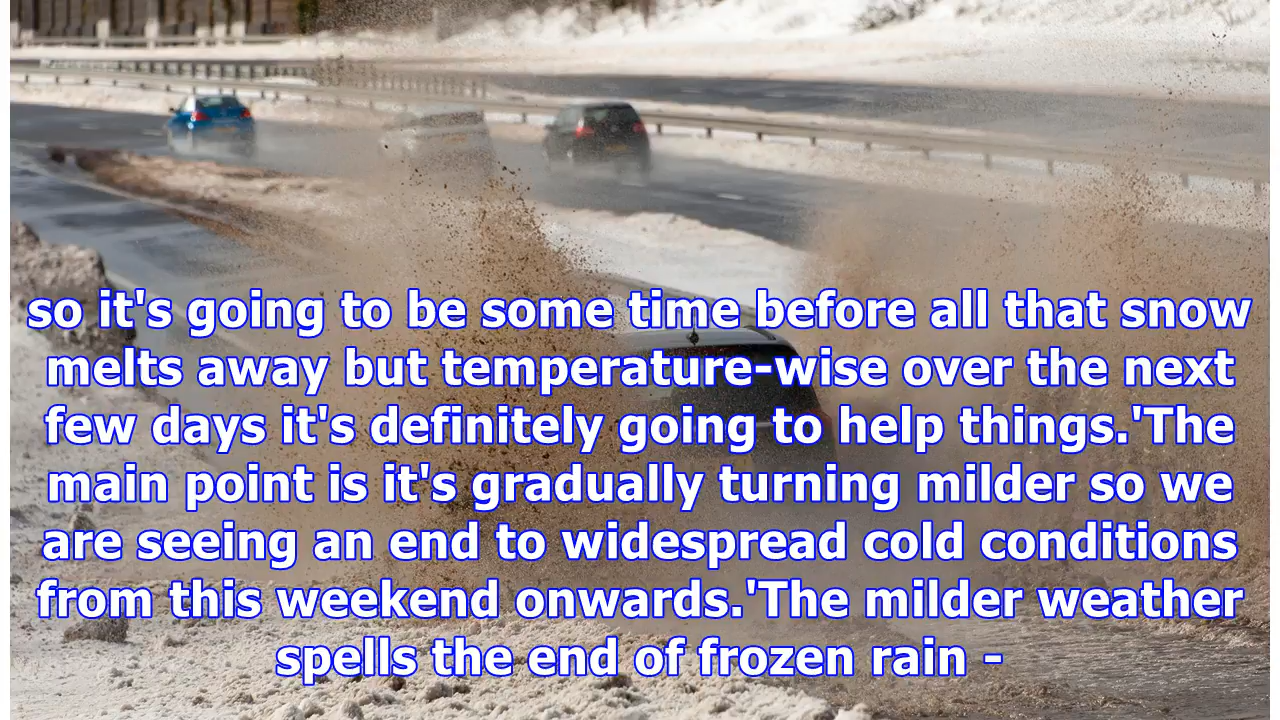 so it's going to be some time before all that snow
melts away but temperature-wise over the next
few days it's definitely going to help things.'The
main point is it's gradually turning milder so we
are seeing an end to widespread cold conditions
from this weekend onwards.'The milder weather
spells the end of frozen rain -